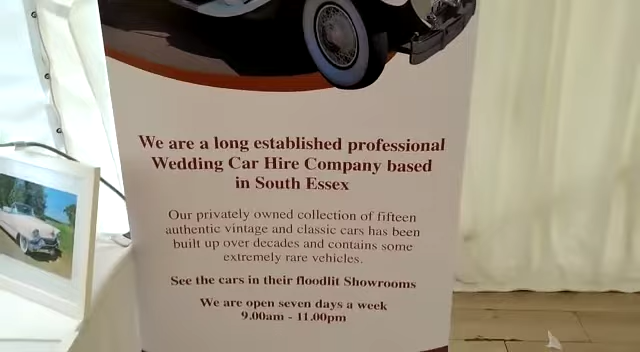 We are a long established professional
Wedding Car Hire Company based
in South Essex
Our privately owned collection of fifteen
authentic vintage and classic cars has been
built up over decades and contains some
extremely rare vehicles.
See the cars in their floodlit Showrooms
We are open seven days a week
9.00am - 11.00pm